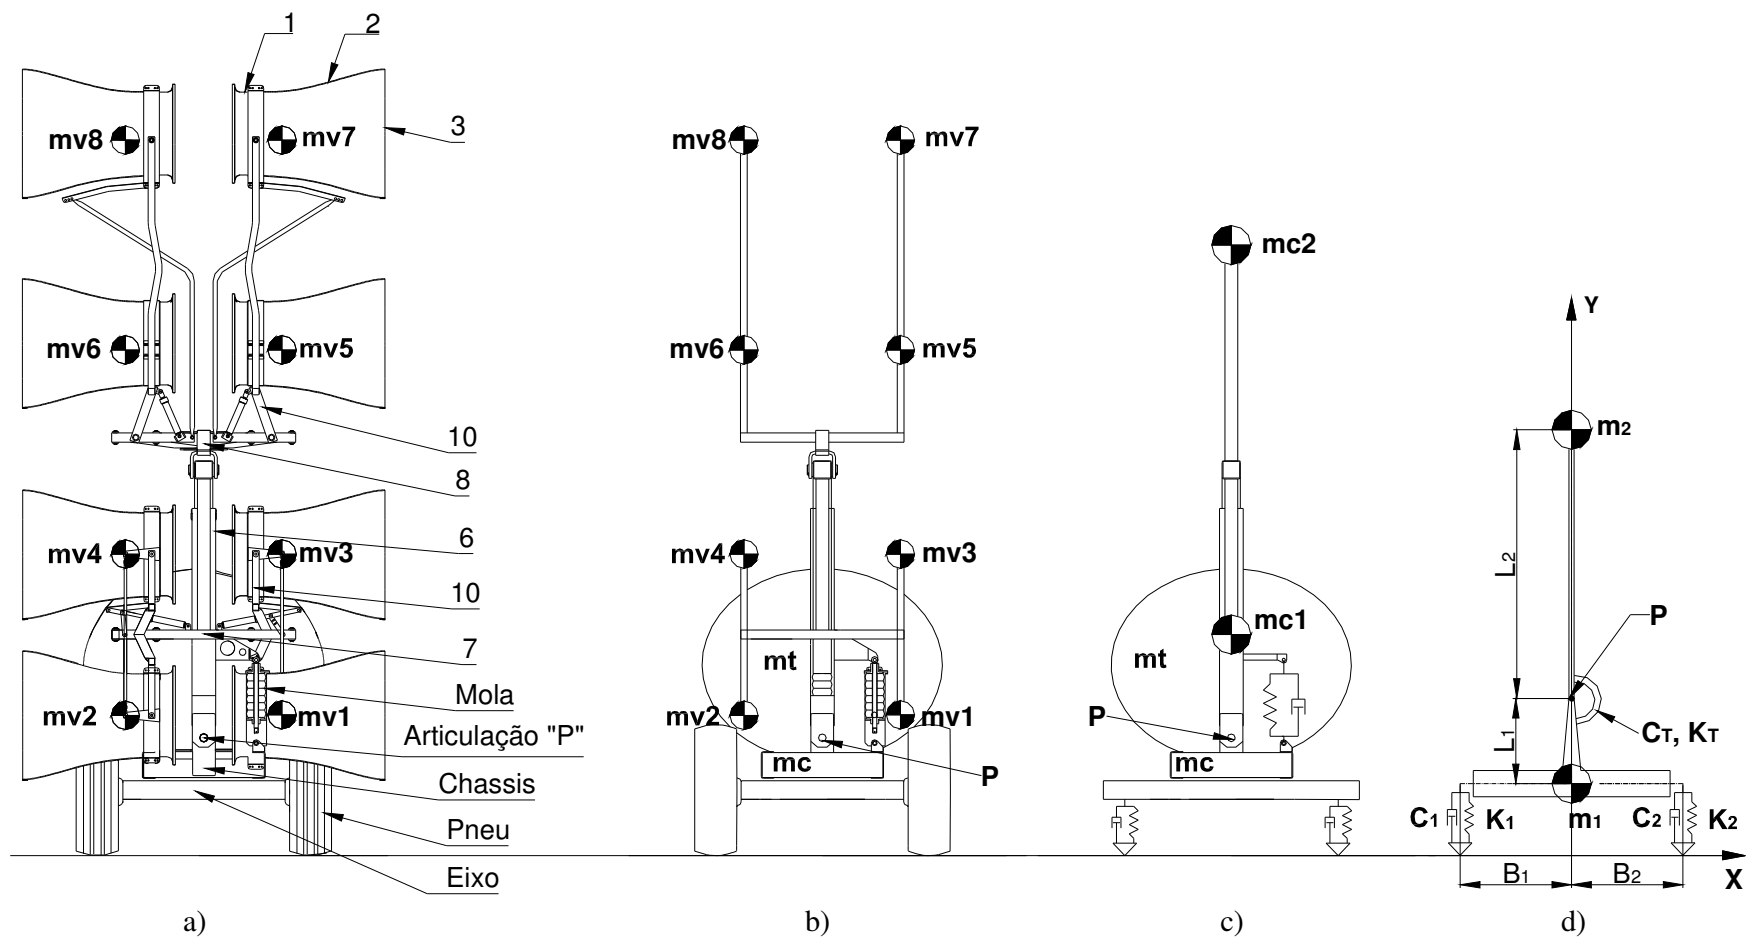 1
2
mv8
mv7
3
mv6
mv5
10
8
6
mv4
mv3
10
7
Mola
mv2
mv1
Articulação "P"
Chassis
Pneu
Eixo
a)
mv8
mv7
mv6
mv5
mv4
mv3
mt
mv2
mv1
P
mc
b)
mc2
mc1
mt
P
mc
c)
Y
m2
L2
P
L1
CT, KT
C1
K1
m1
C2
K2
B1
B2
X
d)